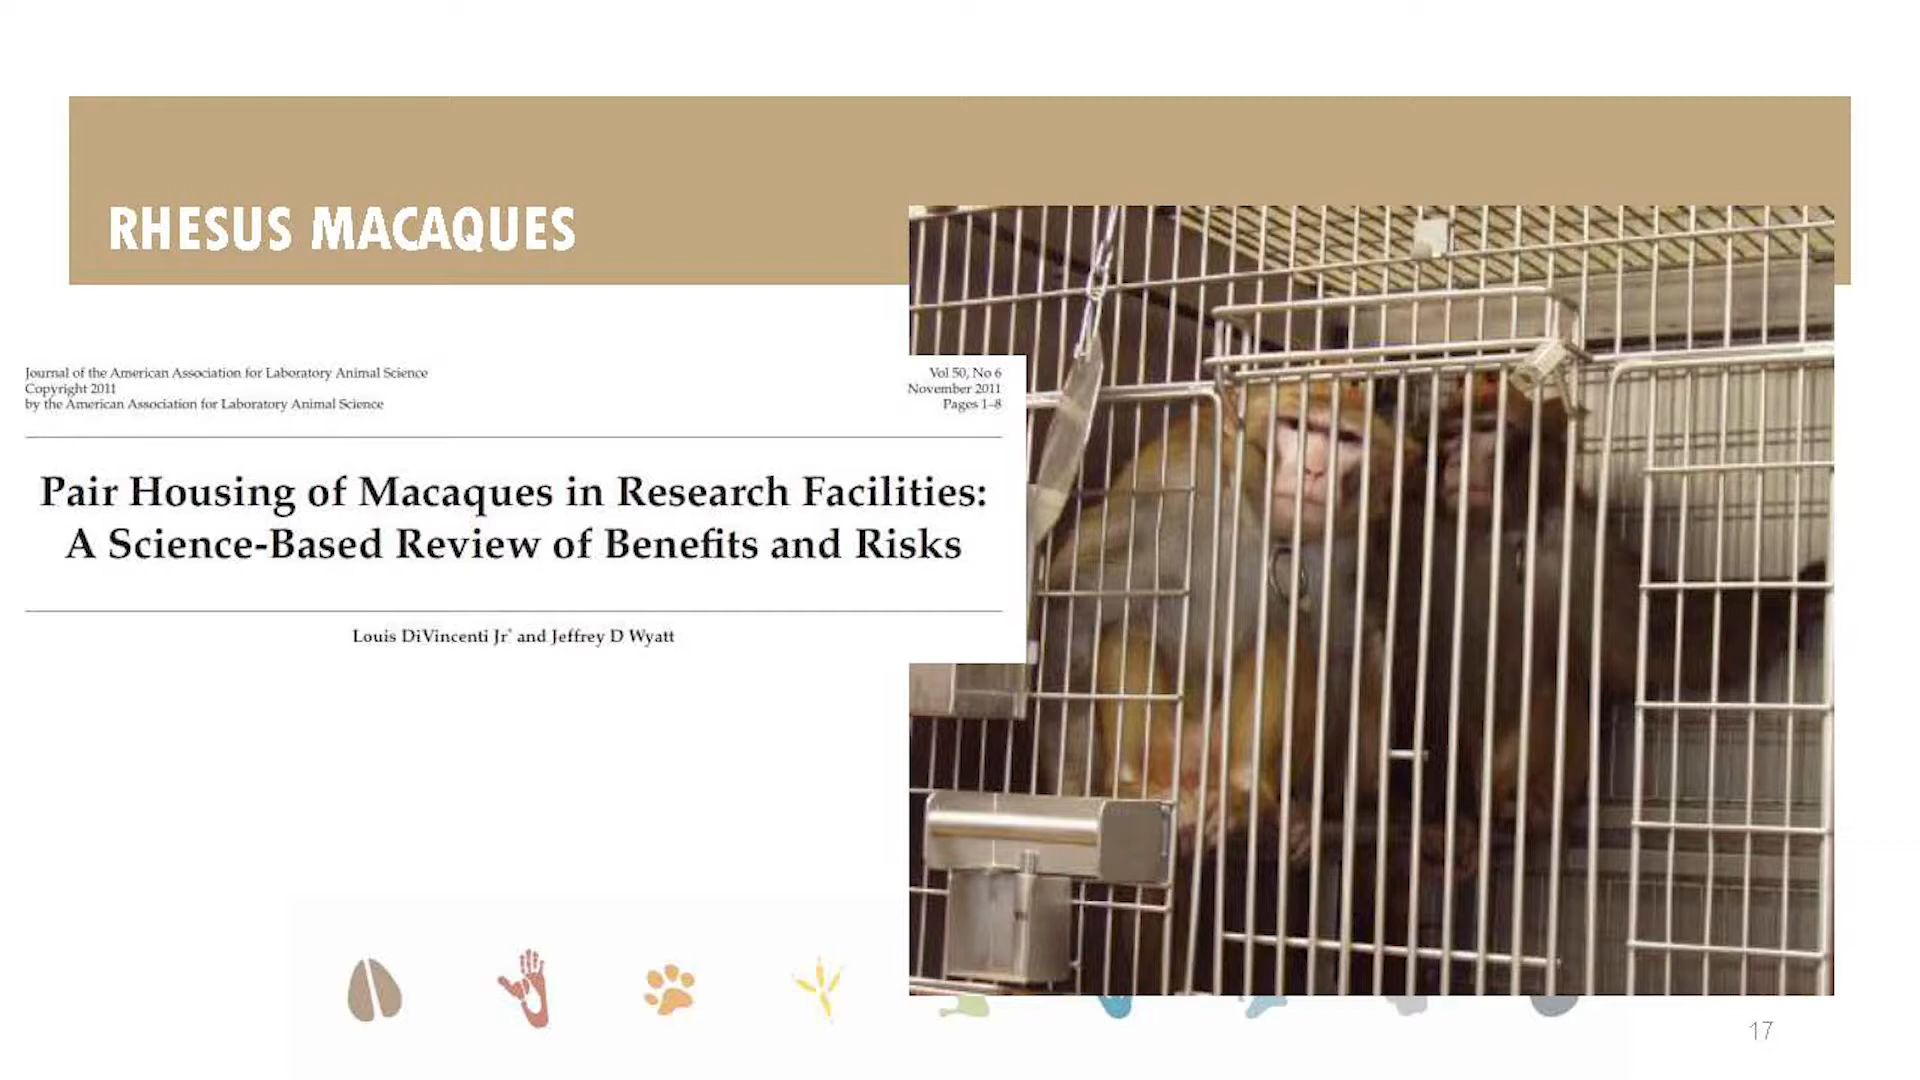 RHESUS MACAQUES
Journal of the American Association for Laboratory Animal Science
Copyright 2011
by the American Association for Laboratory Animal Science
Vol 50, No 6
November 2011
Pages 1–8
Pair Housing of Macaques in Research Facilities:
A Science-Based Review of Benefits and Risks
Louis DiVincenti Jr* and Jeffrey D Wyatt
17